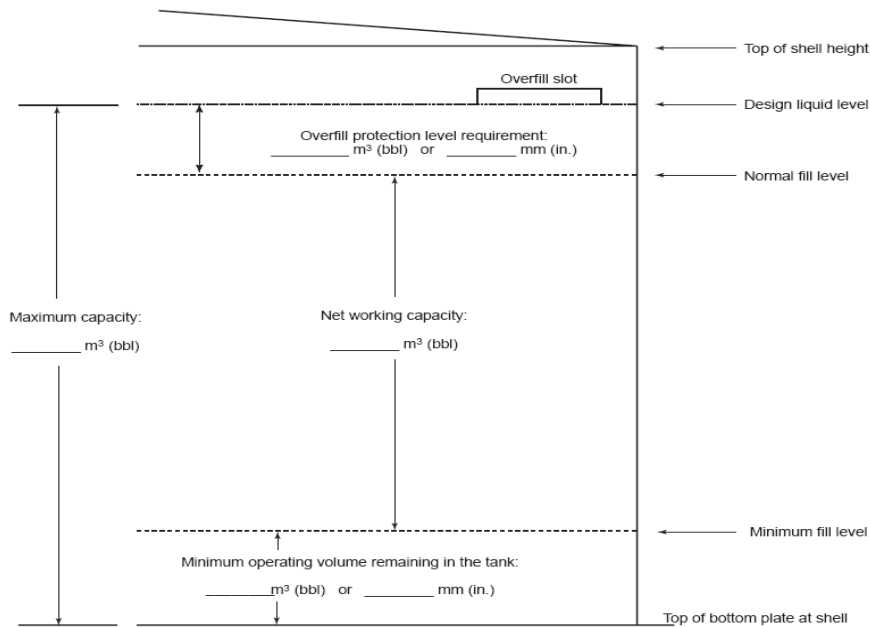 Top of shell height
Overfill slot
Design liquid level
Overfill protection level requirement:
_________ m³ (bbl) or ________ mm (in.)
Normal fill level
Maximum capacity:
________ m³ (bbl)
Net working capacity:
________ m³ (bbl)
Minimum fill level
Minimum operating volume remaining in the tank:
________m³ (bbl) or ________ mm (in.)
Top of bottom plate at shell